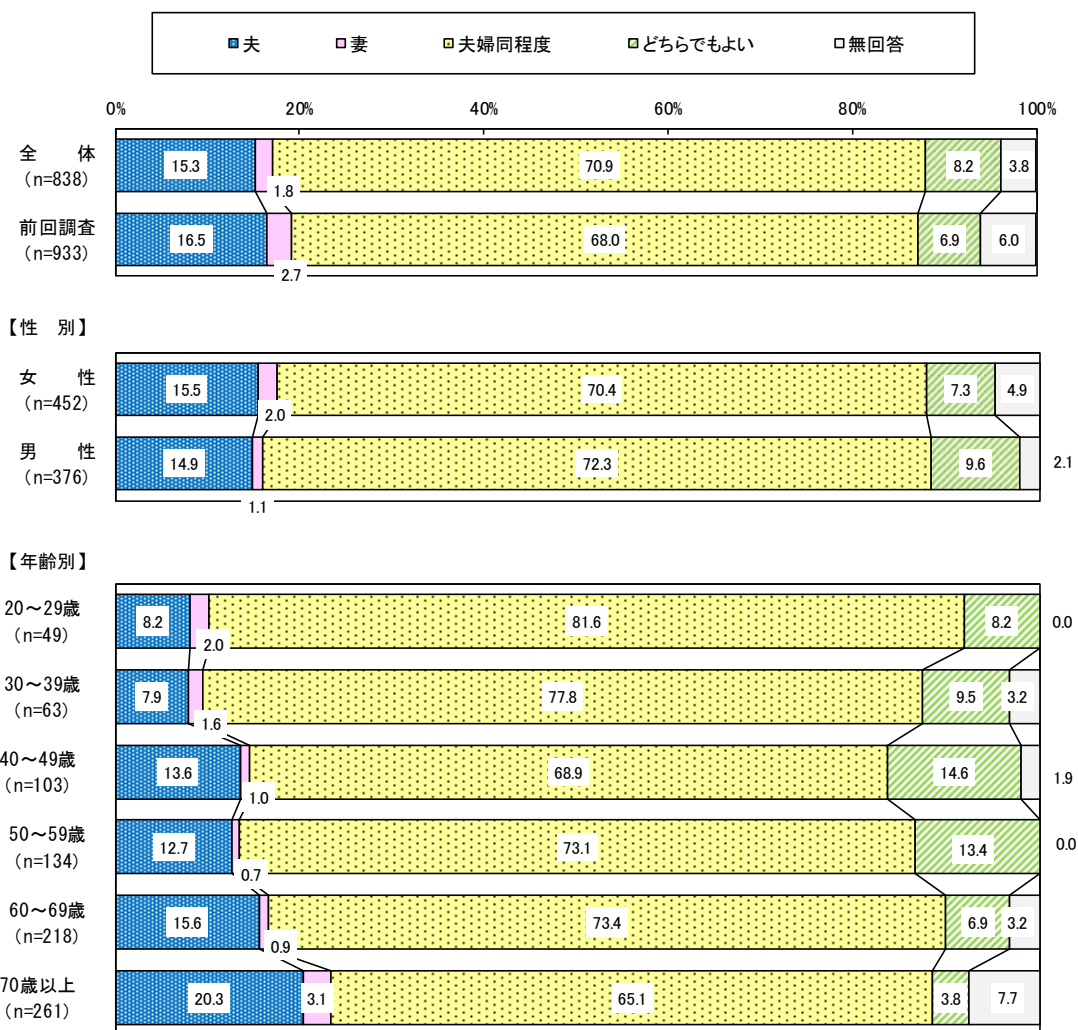 夫 妻 夫婦同程度 どちらでもよい 無回答
0% 20% 40% 60% 80% 100%
全 体
(n=838)
15.3 1.8 70.9 8.2 3.8
前回調査
(n=933)
16.5 2.7 68.0 6.9 6.0
【性 別】
女 性
(n=452)
15.5 2.0 70.4 7.3 4.9
男 性
(n=376)
14.9 1.1 72.3 9.6 2.1
【年齢別】
20~29歳
(n=49)
8.2 2.0 81.6 8.2 0.0
30~39歳
(n=63)
7.9 1.6 77.8 9.5 3.2
40~49歳
(n=103)
13.6 1.0 68.9 14.6 1.9
50~59歳
(n=134)
12.7 0.7 73.1 13.4 0.0
60~69歳
(n=218)
15.6 0.9 73.4 6.9 3.2
70歳以上
(n=261)
20.3 3.1 65.1 3.8 7.7